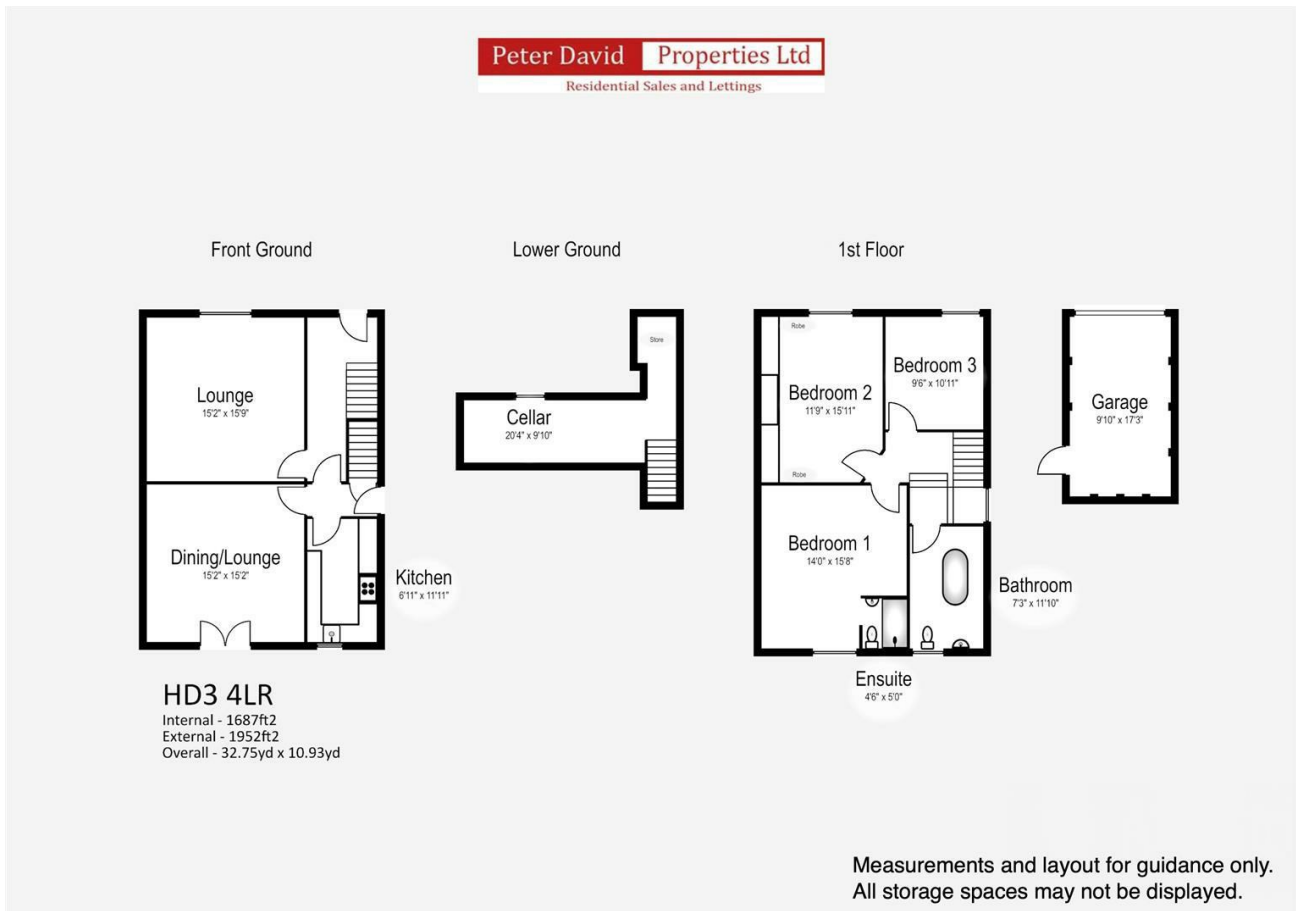 Peter David Properties Ltd
Residential Sales and Lettings
Front Ground
Lower Ground
1st Floor
Lounge
15'2" x 15'9"
Dining/Lounge
15'2" x 15'2"
Kitchen
6'11" x 11'11"
Store
Cellar
20'4" x 9'10"
Robe
Bedroom 2
11'9" x 15'11"
Robe
Bedroom 3
9'6" x 10'11"
Bedroom 1
14'0" x 15'8"
Bathroom
7'3" x 11'10"
Ensuite
4'6" x 5'0"
Garage
9'10" x 17'3"
HD3 4LR
Internal - 1687ft2
External - 1952ft2
Overall - 32.75yd x 10.93yd
Measurements and layout for guidance only.
All storage spaces may not be displayed.